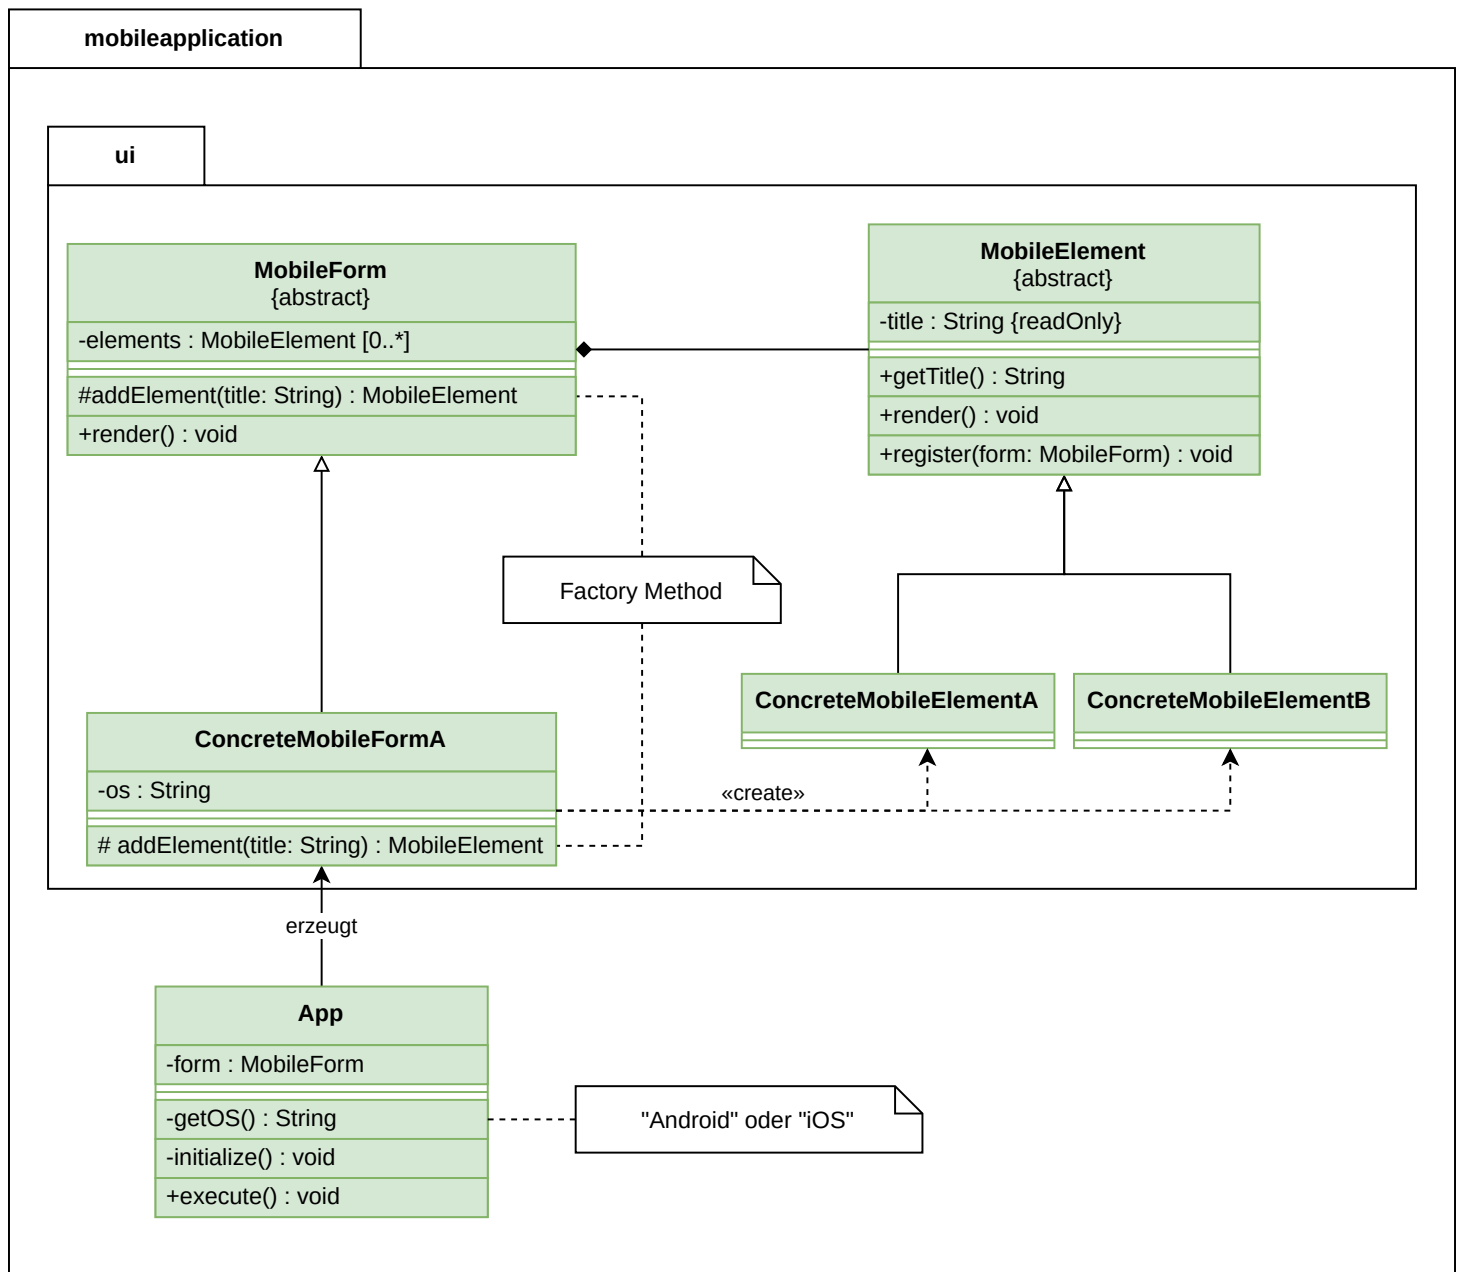 mobileapplication
ui
MobileForm
{abstract}
-elements : MobileElement [0..*]
#addElement(title: String) : MobileElement
+render() : void
MobileElement
{abstract}
-title : String {readOnly}
+getTitle() : String
+render() : void
+register(form: MobileForm) : void
Factory Method
ConcreteMobileElementA
ConcreteMobileElementB
ConcreteMobileFormA
-os : String
# addElement(title: String) : MobileElement
«create»
erzeugt
App
-form : MobileForm
-getOS() : String
-initialize() : void
+execute() : void
"Android" oder "iOS"